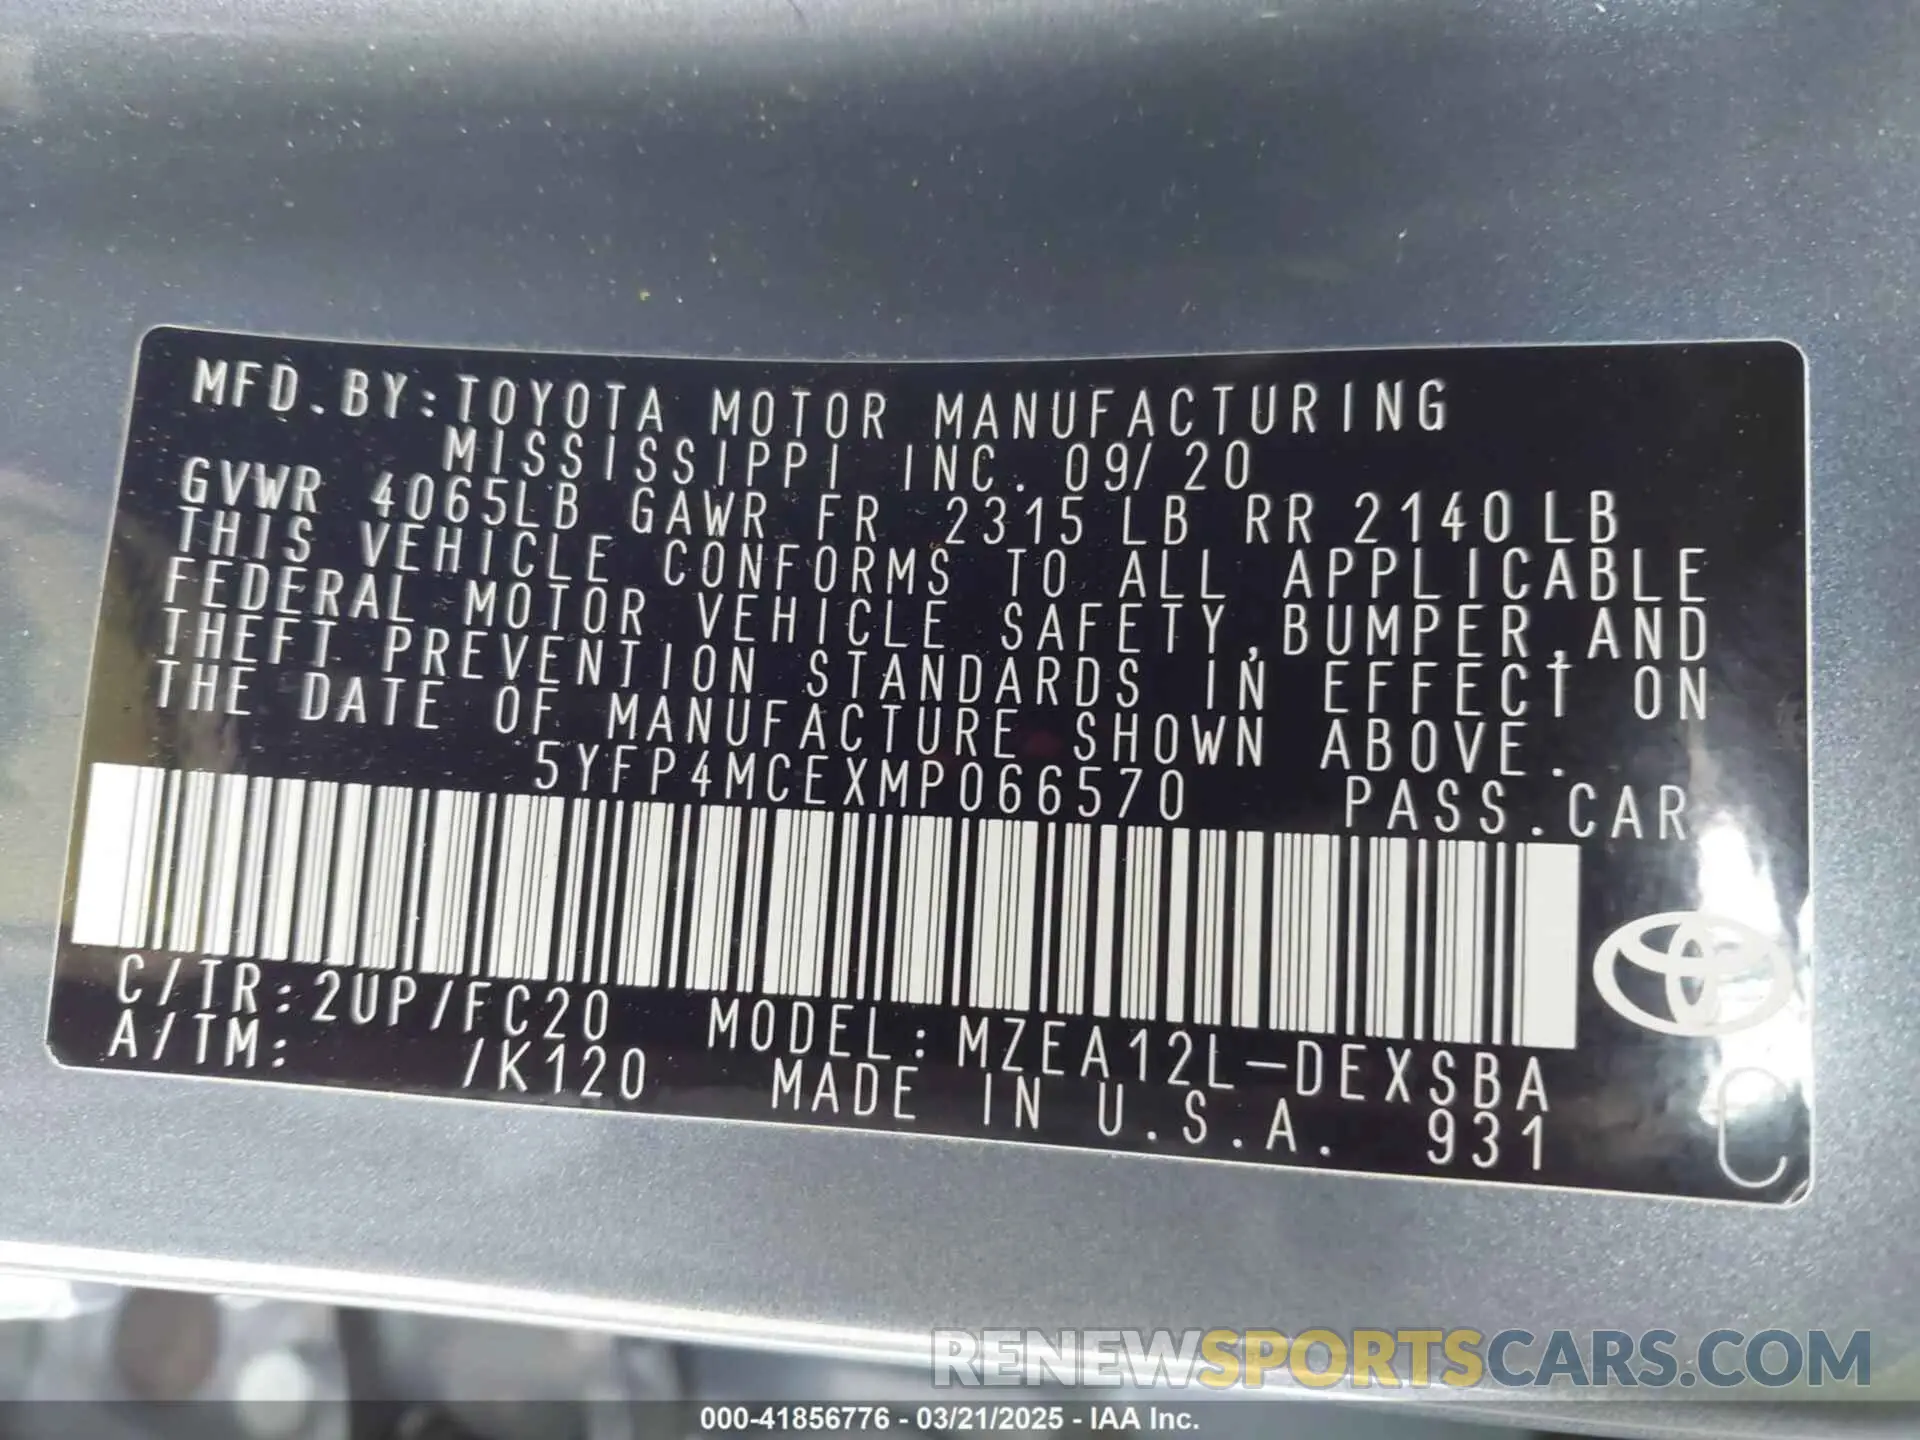 MFD.BY:TOYOTA MOTOR MANUFACTURING
MISSISSIPPI INC. 09/20
GVWR 4065LB GAWR FR 2315LB RR 2140LB
THIS VEHICLE CONFORMS TO ALL APPLICABLE
FEDERAL MOTOR VEHICLE SAFETY,BUMPER,AND
THEFT PREVENTION STANDARDS IN EFFECT ON
THE DATE OF MANUFACTURE SHOWN ABOVE.
5YFP4MCEXMP066570 PASS.CAR
C/TR:2UP/FC20 MODEL:MZEA12L-DEXSBA
A/TM: /K120 MADE IN U.S.A. 931
C
RENEWSPORTSCARS.COM
000-41856776 - 03/21/2025 - IAA Inc.